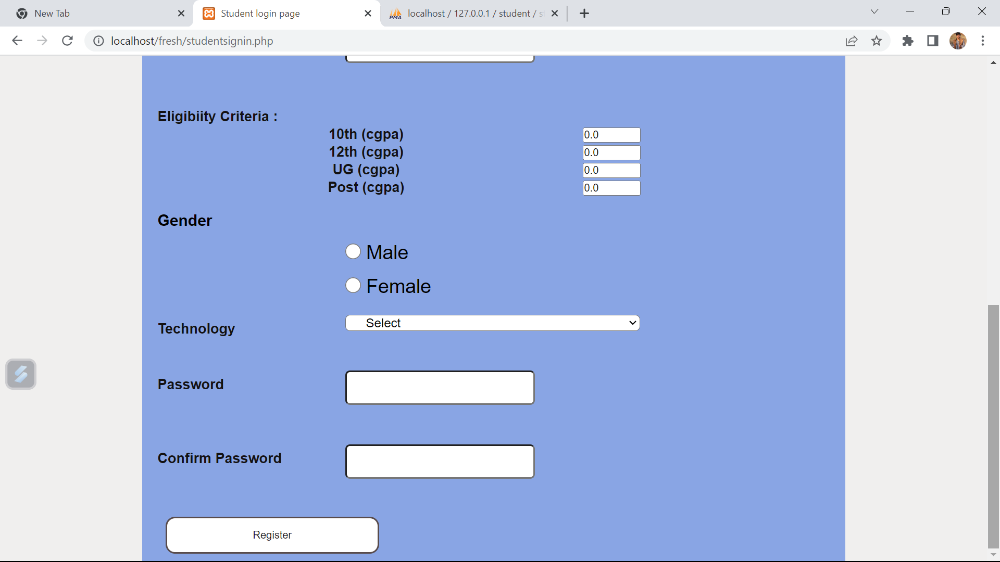 New Tab
Student login page
localhost / 127.0.0.1 / student / s
localhost/fresh/studentsignin.php
Eligibiity Criteria :
10th (cgpa) 0.0
12th (cgpa) 0.0
UG (cgpa) 0.0
Post (cgpa) 0.0
Gender
Male
Female
Technology Select
Password
Confirm Password
Register